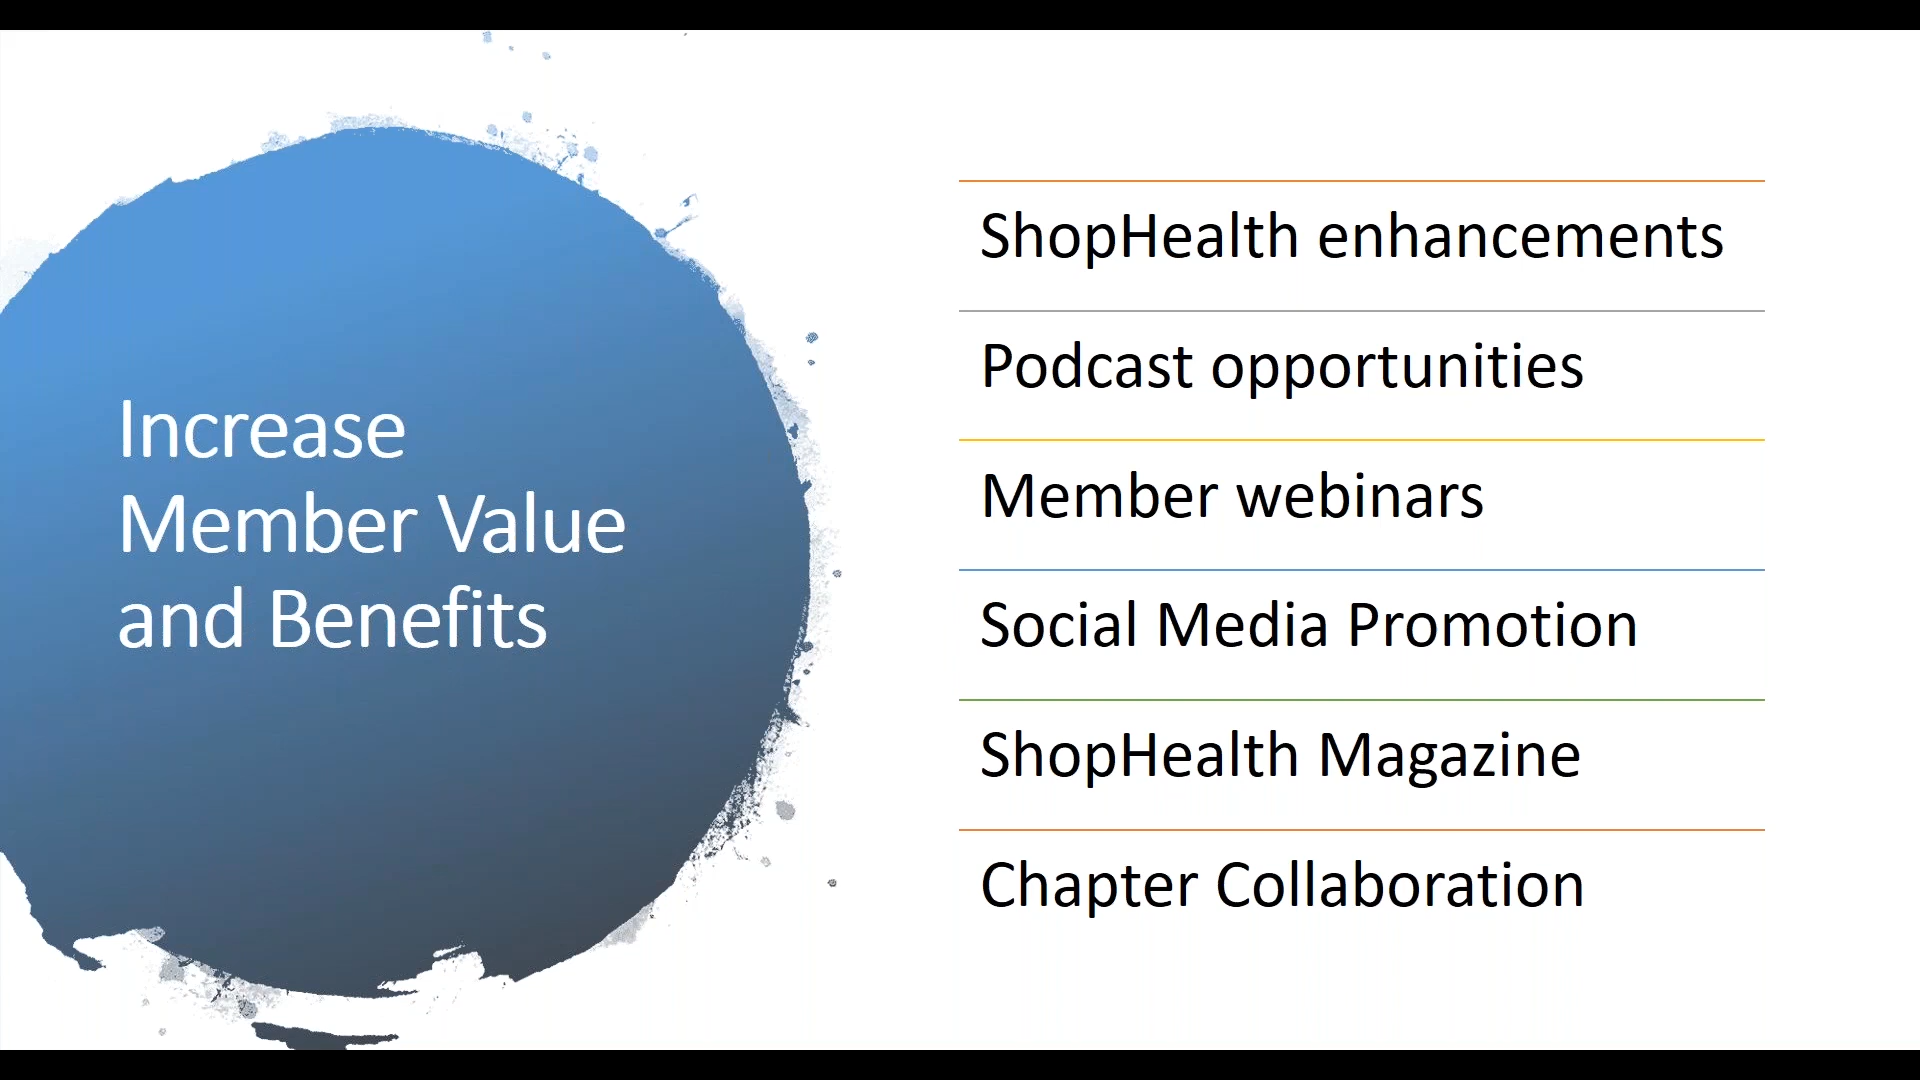 Increase
Member Value
and Benefits
ShopHealth enhancements
Podcast opportunities
Member webinars
Social Media Promotion
ShopHealth Magazine
Chapter Collaboration